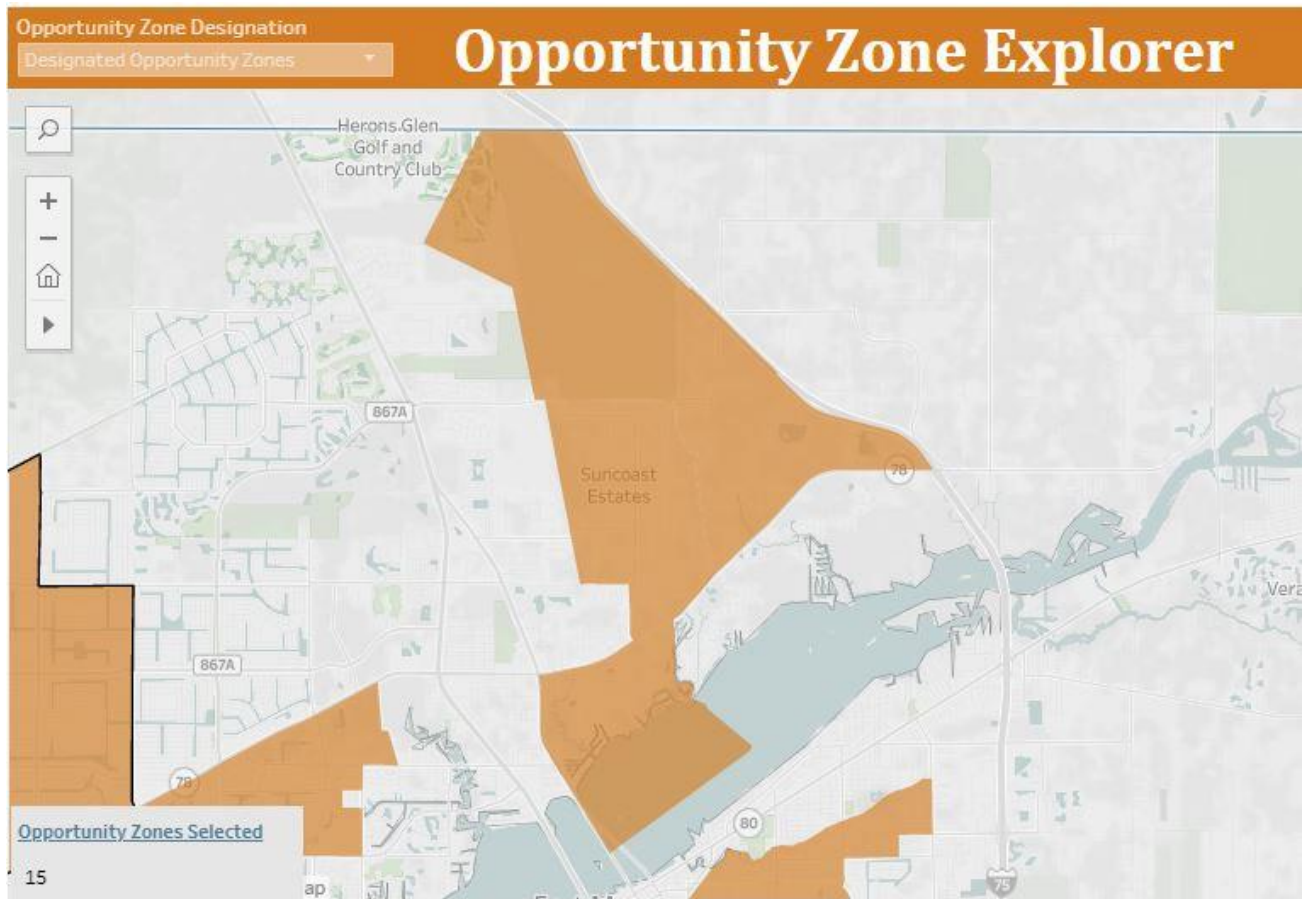 Opportunity Zone Designation
Designated Opportunity Zones
Opportunity Zone Explorer
Herons Glen
Golf and
Country Club
867A
Suncoast
Estates
78
867A
78
80
75
Opportunity Zones Selected
15